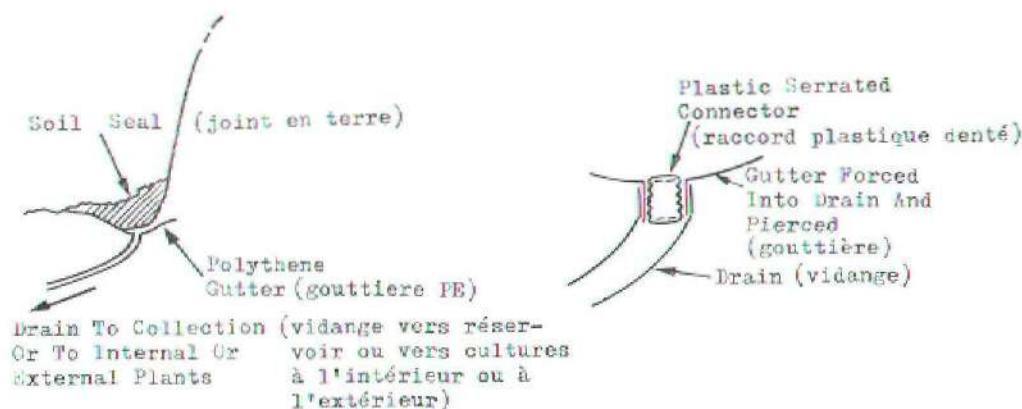 Soil Seal (joint en terre)
Polythene
Gutter (gouttiere PE)
Drain To Collection (vidange vers réser-
Or To Internal Or voir ou vers cultures
External Plants à l'intérieur ou à
l'extérieur)
Plastic Serrated
Connector
(raccord plastique denté)
Gutter Forced
Into Drain And
Pierced
(gouttière)
Drain (vidange)